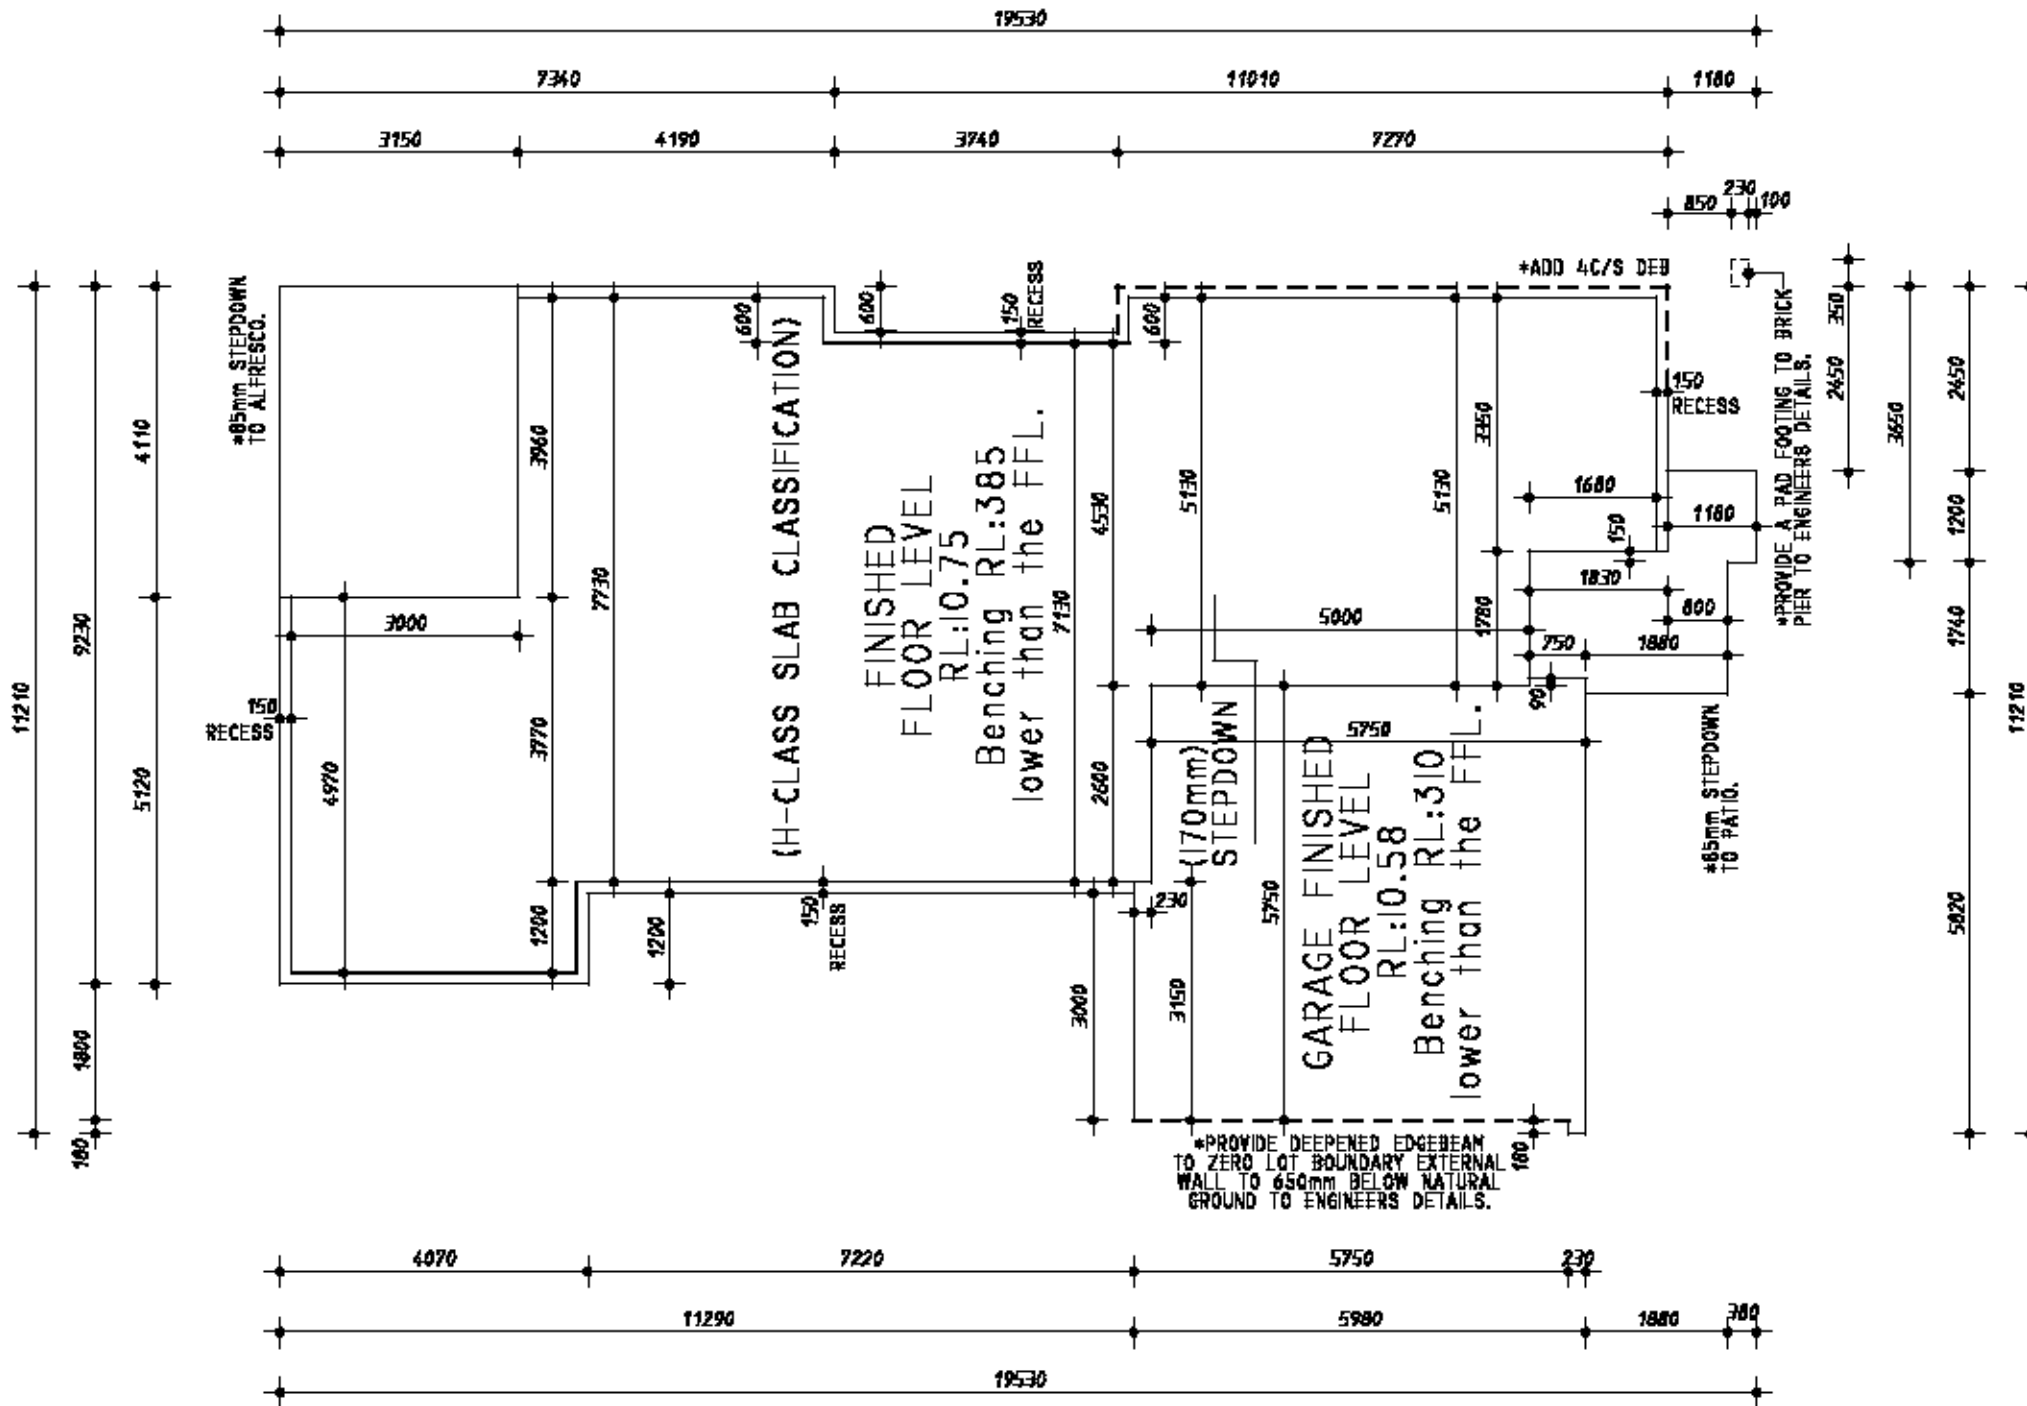 19530
7340
11010
1180
3150
4190
3740
7270
850
230
100
*ADD 4C/S DEB
*85mm STEPDOWN
TO ALFRESCO.
600
600
150
RECESS
600
150
RECESS
*PROVIDE A PAD FOOTING TO BRICK
PIER TO ENGINEERS DETAILS.
350
2450
3650
2450
1200
1740
5820
11210
11210
9230
1800
180
4110
5120
3960
7730
(H-CLASS SLAB CLASSIFICATION)
FINISHED
FLOOR LEVEL
RL:10.75
Benching RL:385
lower than the FFL.
7130
4530
5130
5130
3350
1680
1180
150
1830
800
5000
1780
750
1880
90
3000
150
RECESS
4970
3770
1200
1200
150
RECESS
2600
(170mm)
STEPDOWN
5750
230
5750
3000
3150
GARAGE FINISHED
FLOOR LEVEL
RL:10.58
Benching RL:310
lower than the FFL.
*85mm STEPDOWN
TO PATIO.
180
*PROVIDE DEEPENED EDGEBEAM
TO ZERO LOT BOUNDARY EXTERNAL
WALL TO 650mm BELOW NATURAL
GROUND TO ENGINEERS DETAILS.
4070
7220
5750
230
11290
5980
1880
380
19530